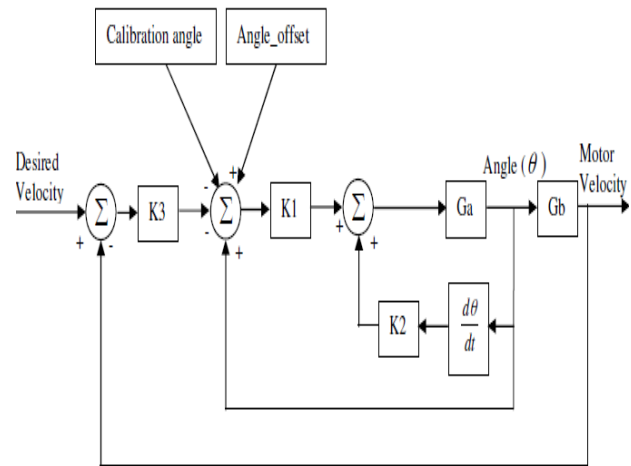 Calibration angle
Angle_offset
Desired
Velocity
Angle (θ)
Motor
Velocity
- +
Σ
K3
Σ
K1
Σ
Ga
Gb
+ -
-
+
+ +
K2
dθ
dt